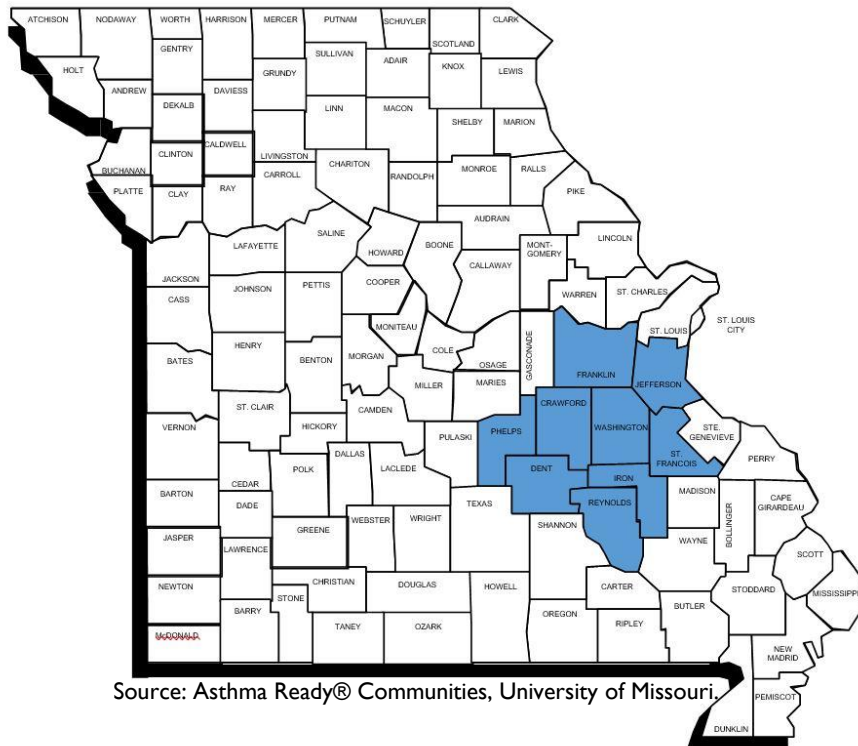 ATCHISON
NODAWAY
WORTH
HARRISON
MERCER
PUTNAM
SCHUYLER
SCOTLAND
CLARK
HOLT
GENTRY
SULLIVAN
ADAIR
KNOX
LEWIS
ANDREW
DEKALB
DAVIESS
GRUNDY
LINN
MACON
SHELBY
MARION
BUCHANAN
CLINTON
CALDWELL
LIVINGSTON
CHARITON
RANDOLPH
MONROE
RALLS
PIKE
PLATTE
CLAY
RAY
CARROLL
AUDRAIN
LAFAYETTE
SALINE
HOWARD
BOONE
CALLAWAY
MONT-
GOMERY
LINCOLN
JACKSON
JOHNSON
PETTIS
COOPER
WARREN
ST. CHARLES
ST. LOUIS
CITY
CASS
MONITEAU
COLE
OSAGE
GASCONADE
FRANKLIN
ST. LOUIS
JEFFERSON
BATES
HENRY
BENTON
MORGAN
MILLER
MARIES
CRAWFORD
WASHINGTON
STE.
GENEVIEVE
VERNON
ST. CLAIR
HICKORY
CAMDEN
PULASKI
PHELPS
ST.
FRANCOIS
PERRY
BARTON
CEDAR
POLK
DALLAS
LACLEDE
DENT
IRON
REYNOLDS
MADISON
BOLLINGER
CAPE
GIRARDEAU
DADE
GREENE
WEBSTER
WRIGHT
TEXAS
SHANNON
WAYNE
JASPER
LAWRENCE
SCOTT
NEWTON
CHRISTIAN
DOUGLAS
HOWELL
CARTER
STODDARD
MISSISSIPPI
BARRY
STONE
TANEY
OZARK
OREGON
RIPLEY
BUTLER
McDONALD
NEW
MADRID
PEMISCOT
DUNKLIN
Source: Asthma Ready® Communities, University of Missouri.